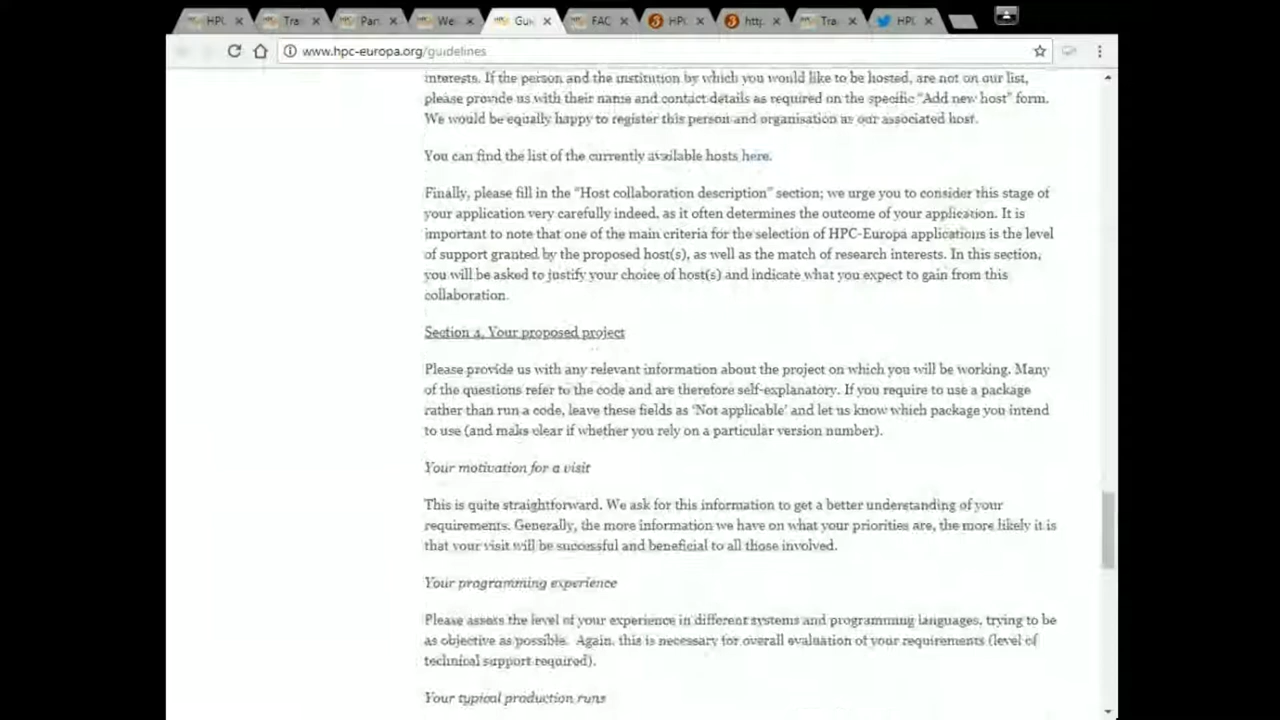 HPC
Tra
Par
We
Gui
FAC
HPC
http
Tra
HPC
www.hpc-europa.org/guidelines
interests. If the person and the institution by which you would like to be hosted, are not on our list,
please provide us with their name and contact details as required on the specific "Add new host" form.
We would be equally happy to register this person and organisation as our associated host.
You can find the list of the currently available hosts here.
Finally, please fill in the "Host collaboration description" section; we urge you to consider this stage of
your application very carefully indeed, as it often determines the outcome of your application. It is
important to note that one of the main criteria for the selection of HPC-Europa applications is the level
of support granted by the proposed host(s), as well as the match of research interests. In this section,
you will be asked to justify your choice of host(s) and indicate what you expect to gain from this
collaboration.
Section 4. Your proposed project
Please provide us with any relevant information about the project on which you will be working. Many
of the questions refer to the code and are therefore self-explanatory. If you require to use a package
rather than run a code, leave these fields as 'Not applicable' and let us know which package you intend
to use (and make clear if whether you rely on a particular version number).
Your motivation for a visit
This is quite straightforward. We ask for this information to get a better understanding of your
requirements. Generally, the more information we have on what your priorities are, the more likely it is
that your visit will be successful and beneficial to all those involved.
Your programming experience
Please assess the level of your experience in different systems and programming languages, trying to be
as objective as possible. Again, this is necessary for overall evaluation of your requirements (level of
technical support required).
Your typical production runs